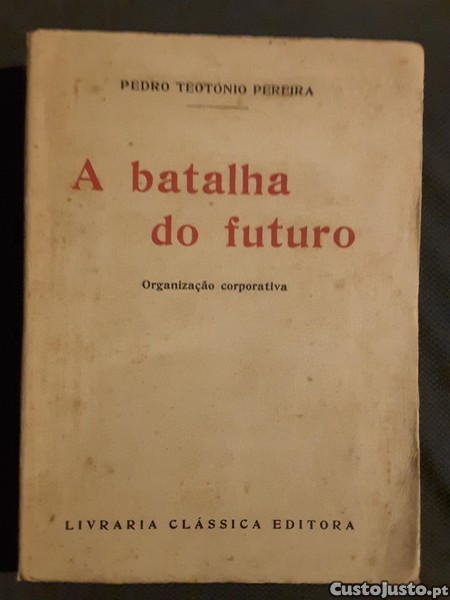 PEDRO TEOTÓNIO PEREIRA
A batalha
do futuro
Organização corporativa
LIVRARIA CLÁSSICA EDITORA
CustoJusto.pt